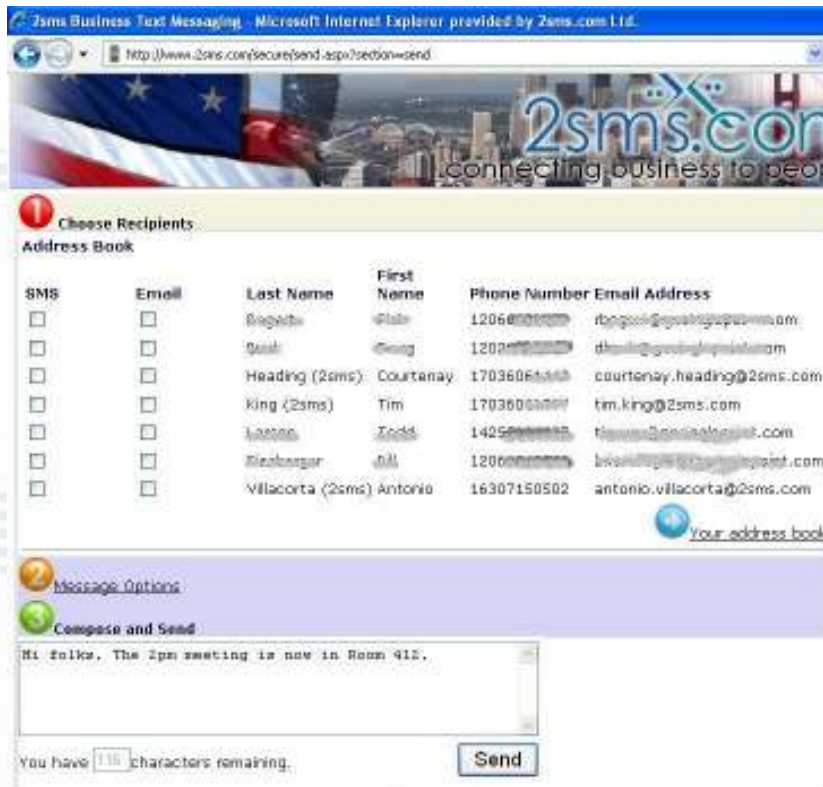 2sms Business Text Messaging - Microsoft Internet Explorer provided by 2sms.com Ltd.
http://www.2sms.com/secure/send.aspx?section=send
2sms.com
...connecting business to peo
1 Choose Recipients
Address Book
SMS Email Last Name First Name Phone Number Email Address
Heading (2sms) Courtenay courtenay.heading@2sms.com
King (2sms) Tim tim.king@2sms.com
Villacorta (2sms) Antonio 16307150502 antonio.villacorta@2sms.com
Your address book
2 Message Options
3 Compose and Send
Hi folks. The 2pm meeting is now in Room 412.
You have characters remaining.
Send